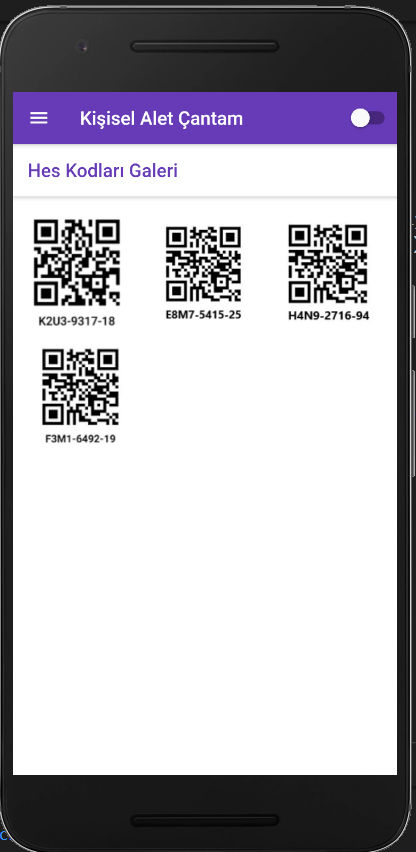 Kişisel Alet Çantam
Hes Kodları Galeri
K2U3-9317-18
E8M7-5415-25
H4N9-2716-94
F3M1-6492-19